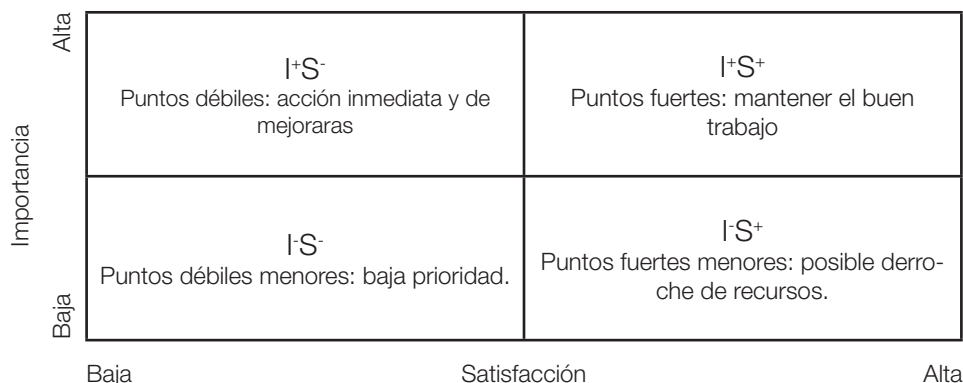 Alta
I⁺S⁻
Puntos débiles: acción inmediata y de
mejoraras
I⁺S⁺
Puntos fuertes: mantener el buen
trabajo
Importancia
I⁻S⁻
Puntos débiles menores: baja prioridad.
I⁻S⁺
Puntos fuertes menores: posible derro-
che de recursos.
Baja
Baja
Satisfacción
Alta